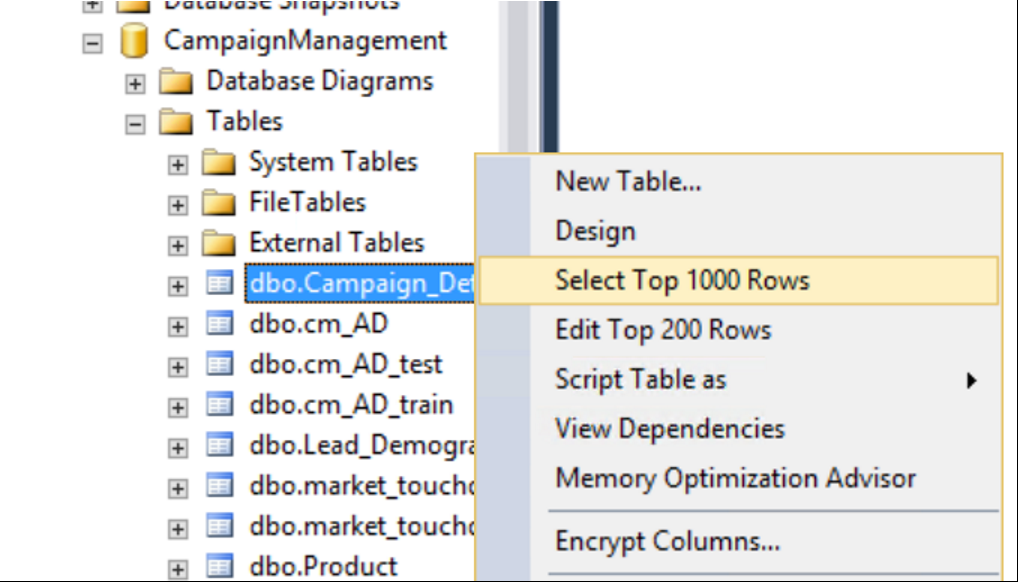 Database Snapshots
CampaignManagement
Database Diagrams
Tables
System Tables
FileTables
External Tables
dbo.Campaign_Det
dbo.cm_AD
dbo.cm_AD_test
dbo.cm_AD_train
dbo.Lead_Demogra
dbo.market_touchd
dbo.market_touchd
dbo.Product
New Table...
Design
Select Top 1000 Rows
Edit Top 200 Rows
Script Table as
View Dependencies
Memory Optimization Advisor
Encrypt Columns...